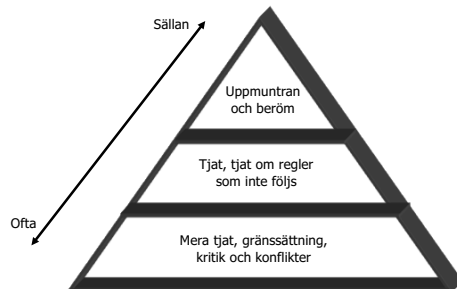 Sällan
Uppmuntran
och beröm
Tjat, tjat om regler
som inte följs
Ofta
Mera tjat, gränssättning,
kritik och konflikter